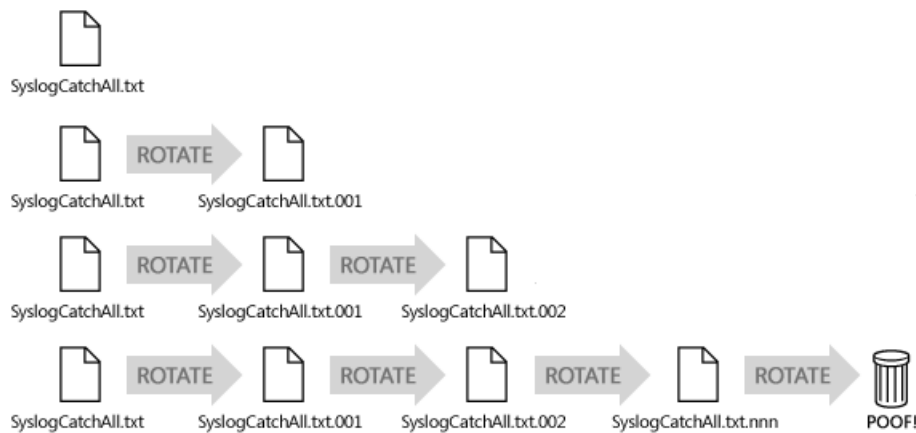 SyslogCatchAll.txt
ROTATE
SyslogCatchAll.txt SyslogCatchAll.txt.001
ROTATE ROTATE
SyslogCatchAll.txt SyslogCatchAll.txt.001 SyslogCatchAll.txt.002
ROTATE ROTATE ROTATE ROTATE
SyslogCatchAll.txt SyslogCatchAll.txt.001 SyslogCatchAll.txt.002 SyslogCatchAll.txt.nnn POOF!